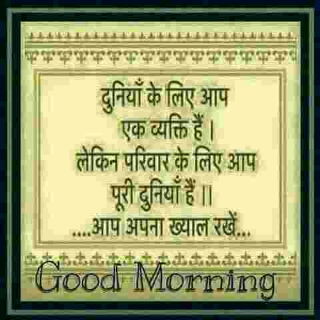 दुनियाँ के लिए आप
एक व्यक्ति हैं ।
लेकिन परिवार के लिए आप
पूरी दुनियाँ हैं ॥
....आप अपना ख्याल रखें...
Good Morning